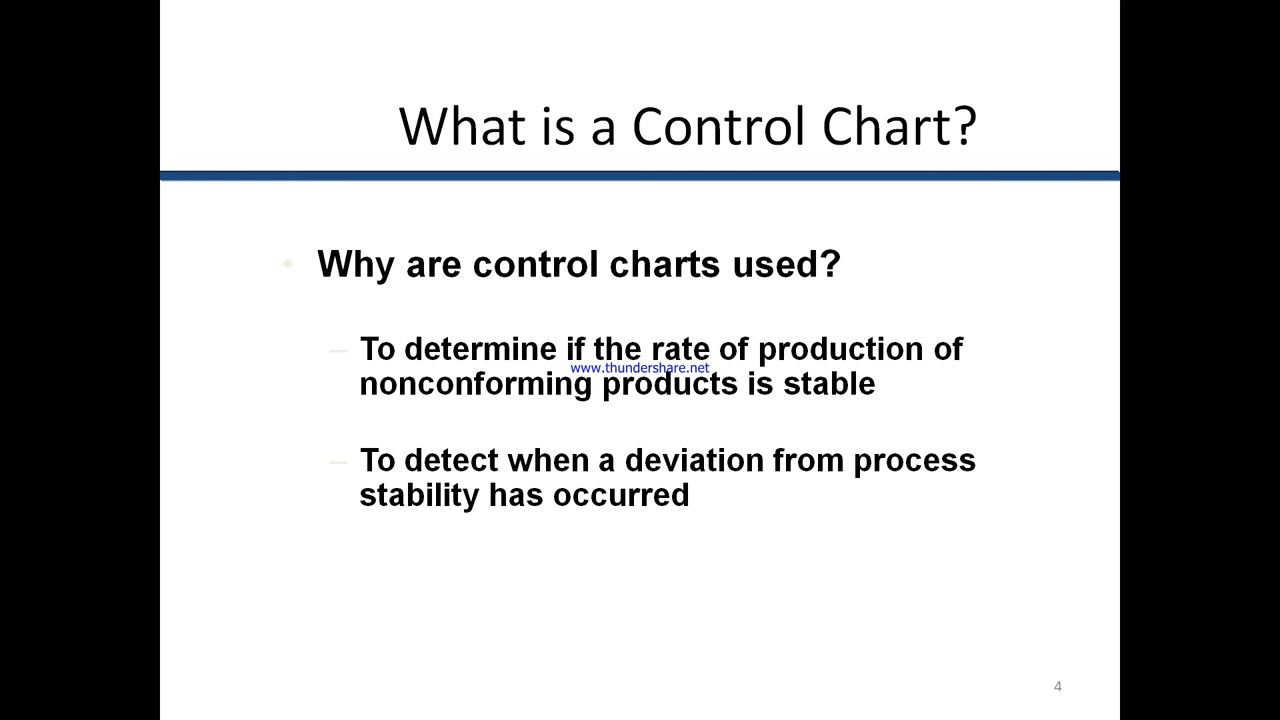 What is a Control Chart?
• Why are control charts used?
– To determine if the rate of production of
www.thundershare.net
nonconforming products is stable
– To detect when a deviation from process
stability has occurred
4